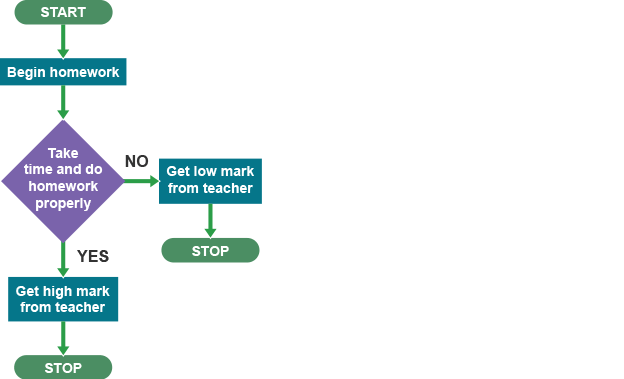 START
Begin homework
Take
time and do
homework
properly
NO
Get low mark
from teacher
STOP
YES
Get high mark
from teacher
STOP